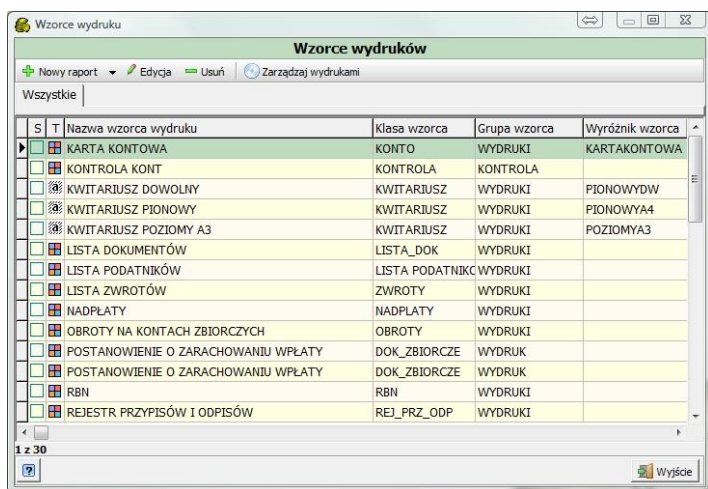 Wzorce wydruku
Wzorce wydruków
Nowy raport Edycja Usuń Zarządzaj wydrukami
Wszystkie
S T Nazwa wzorca wydruku Klasa wzorca Grupa wzorca Wyróżnik wzorca
KARTA KONTOWA KONTO WYDRUKI KARTAKONTOWA
KONTROLA KONT KONTROLA KONTROLA
a KWITARIUSZ DOWOLNY KWITARIUSZ WYDRUKI PIONOWYDW
a KWITARIUSZ PIONOWY KWITARIUSZ WYDRUKI PIONOWYA4
a KWITARIUSZ POZIOMY A3 KWITARIUSZ WYDRUKI POZIOMYA3
LISTA DOKUMENTÓW LISTA_DOK WYDRUKI
LISTA PODATNIKÓW LISTA PODATNIKC WYDRUKI
LISTA ZWROTÓW ZWROTY WYDRUKI
NADPŁATY NADPLATY WYDRUKI
OBROTY NA KONTACH ZBIORCZYCH OBROTY WYDRUKI
POSTANOWIENIE O ZARACHOWANIU WPŁATY DOK_ZBIORCZE WYDRUK
POSTANOWIENIE O ZARACHOWANIU WPŁATY DOK_ZBIORCZE WYDRUK
RBN RBN WYDRUKI
REJESTR PRZYPISÓW I ODPISÓW REJ_PRZ_ODP WYDRUKI
1 z 30
? Wyjście